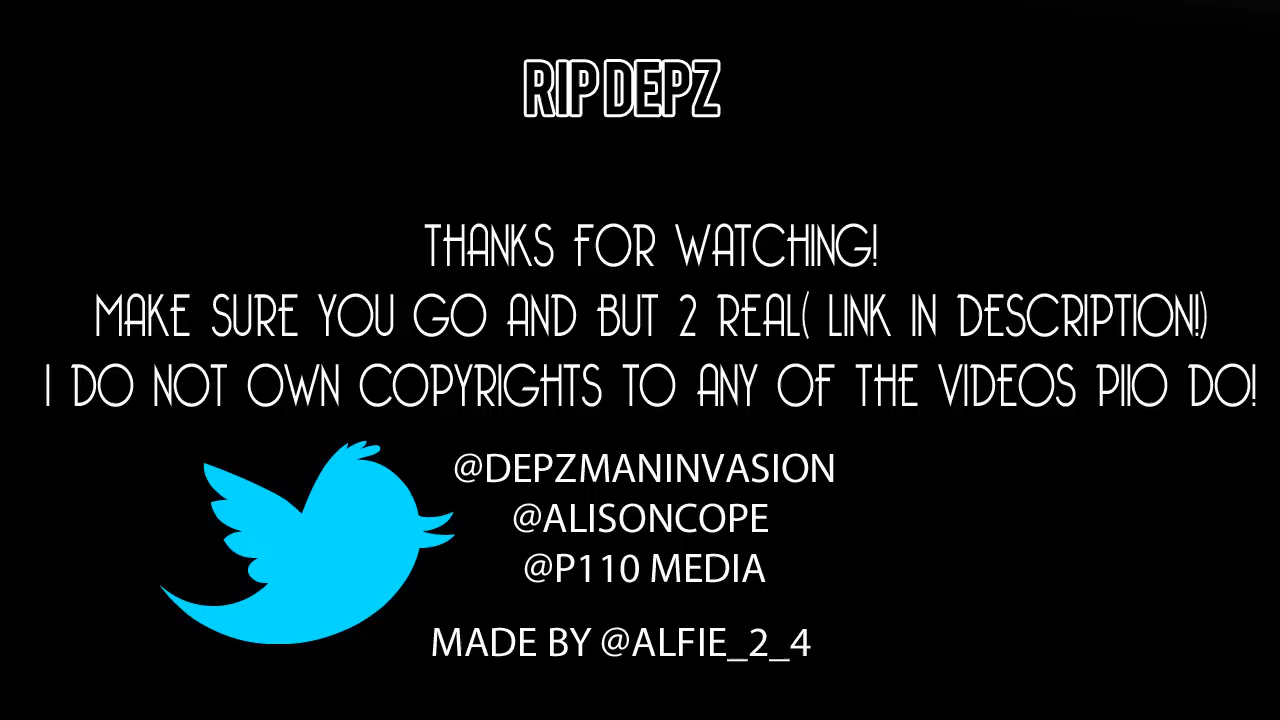 RIP DEPZ
THANKS FOR WATCHING!
MAKE SURE YOU GO AND BUT 2 REAL( LINK IN DESCRIPTION!)
I DO NOT OWN COPYRIGHTS TO ANY OF THE VIDEOS P110 DO!
@DEPZMANINVASION
@ALISONCOPE
@P110 MEDIA
MADE BY @ALFIE_2_4